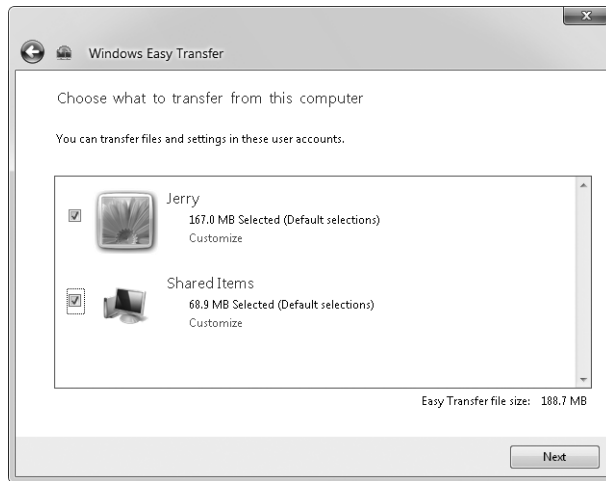 Windows Easy Transfer
Choose what to transfer from this computer
You can transfer files and settings in these user accounts.
Jerry
167.0 MB Selected (Default selections)
Customize
Shared Items
68.9 MB Selected (Default selections)
Customize
Easy Transfer file size: 188.7 MB
Next